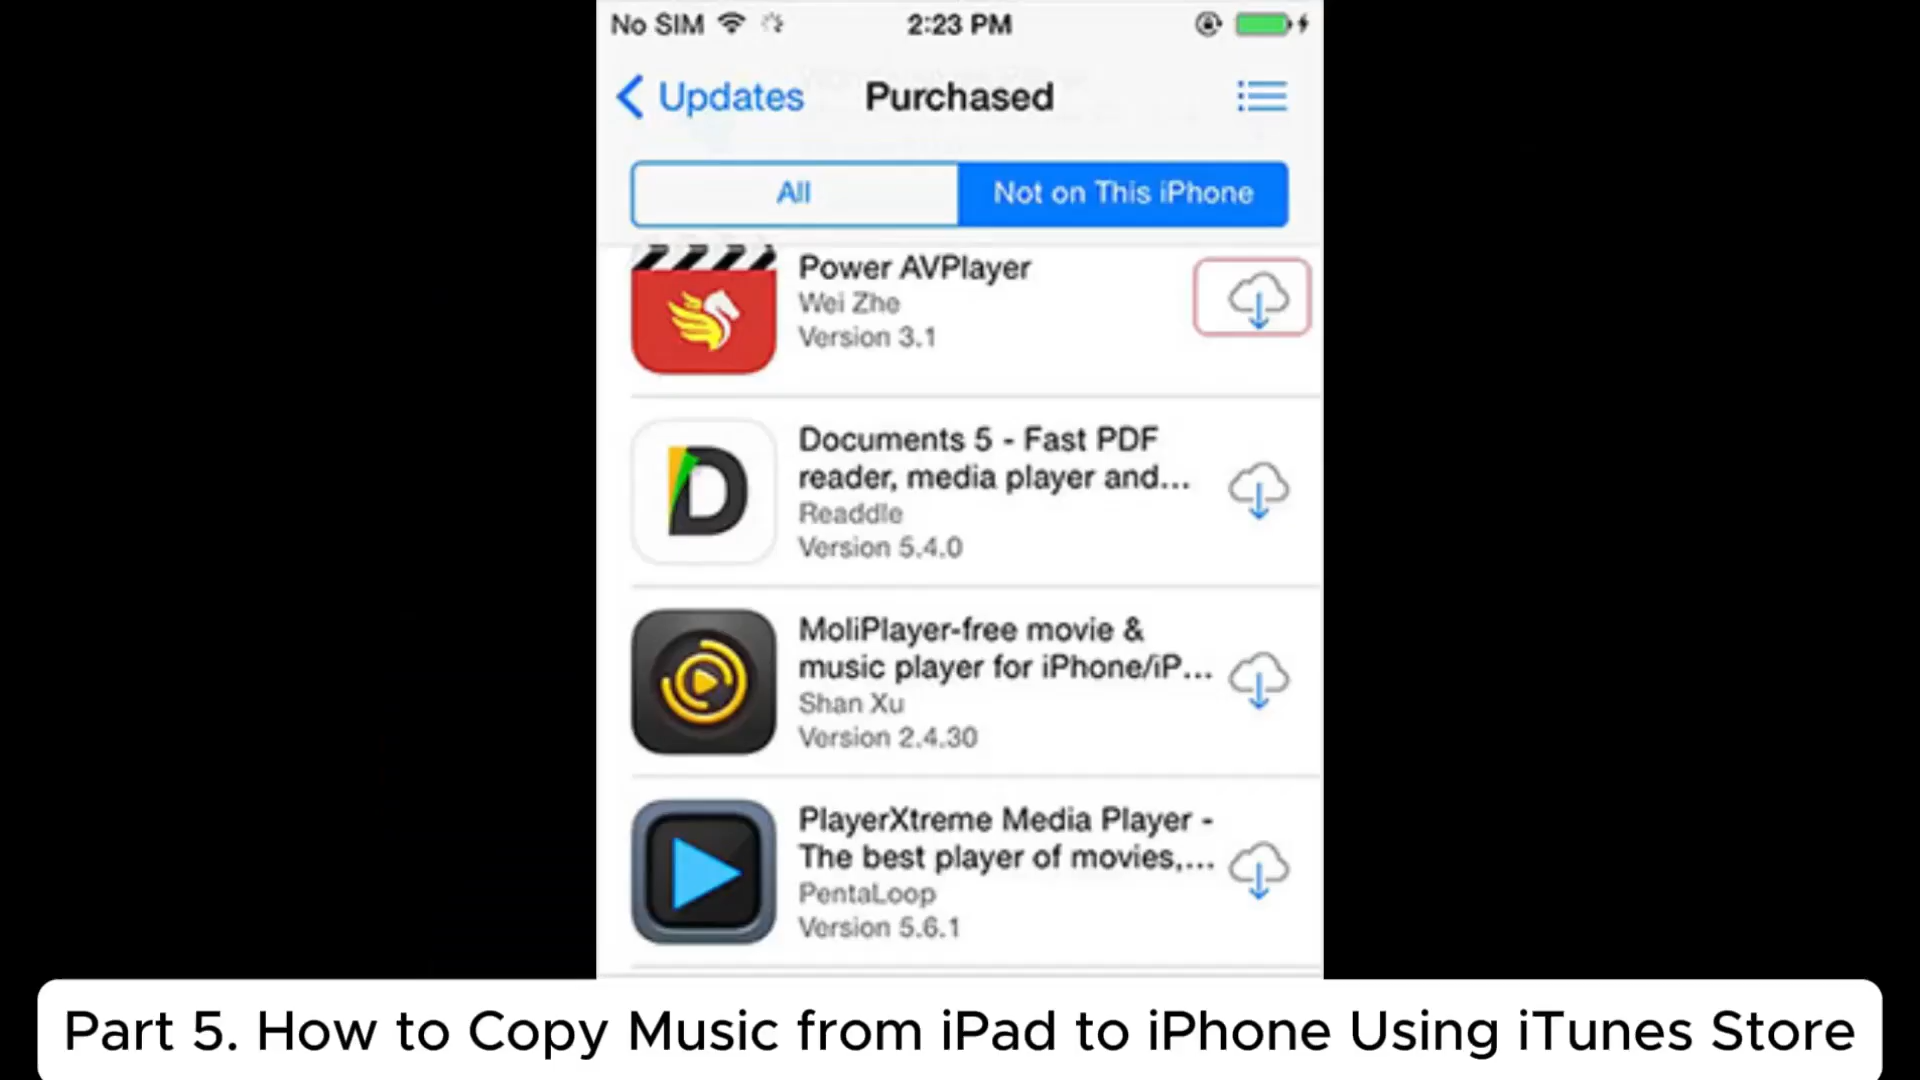 No SIM 2:23 PM
Updates Purchased
All Not on This iPhone
Power AVPlayer
Wei Zhe
Version 3.1
Documents 5 - Fast PDF
reader, media player and...
Readdle
Version 5.4.0
MoliPlayer-free movie &
music player for iPhone/iP...
Shan Xu
Version 2.4.30
PlayerXtreme Media Player -
The best player of movies,...
PentaLoop
Version 5.6.1
Part 5. How to Copy Music from iPad to iPhone Using iTunes Store